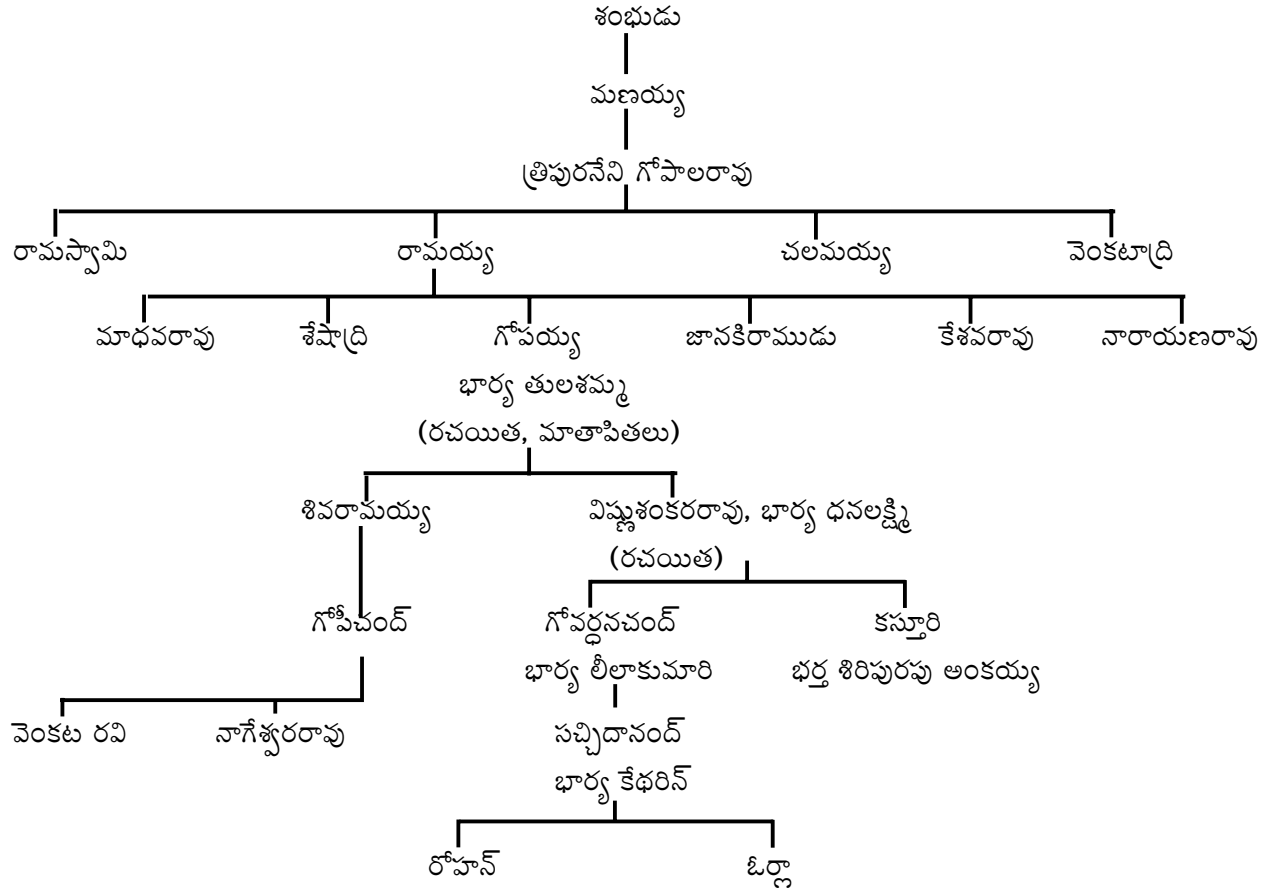 శంభుడు
మణయ్య
త్రిపురనేని గోపాలరావు
రామస్వామి రామయ్య చలమయ్య వెంకటాద్రి
మాధవరావు శేషాద్రి గోపయ్య జానకిరాముడు కేశవరావు నారాయణరావు
భార్య తులశమ్మ
(రచయిత, మాతాపితలు)
శివరామయ్య విష్ణుశంకరరావు, భార్య ధనలక్ష్మి
(రచయిత)
గోపీచంద్ గోవర్ధనచంద్ కస్తూరి
భార్య లీలాకుమారి భర్త శిరిపురపు అంకయ్య
వెంకట రవి నాగేశ్వరరావు సచ్చిదానంద్
భార్య కేథరిన్
రోహన్ ఓర్లా